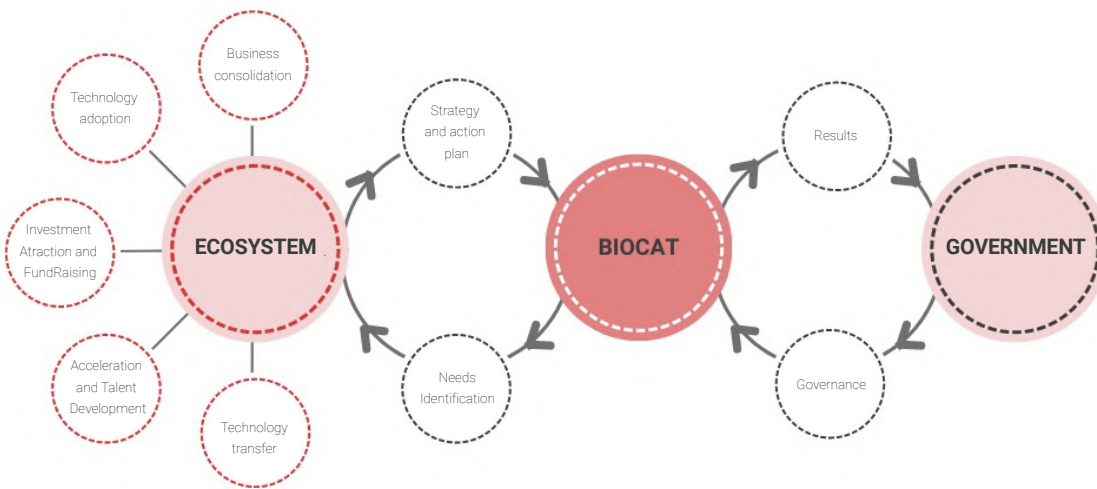 Business
consolidation
Technology
adoption
Investment
Atraction and
FundRaising
Acceleration
and Talent
Development
Technology
transfer
ECOSYSTEM .
Strategy
and action
plan
Needs
Identification
BIOCAT
Results
Governance
GOVERNMENT